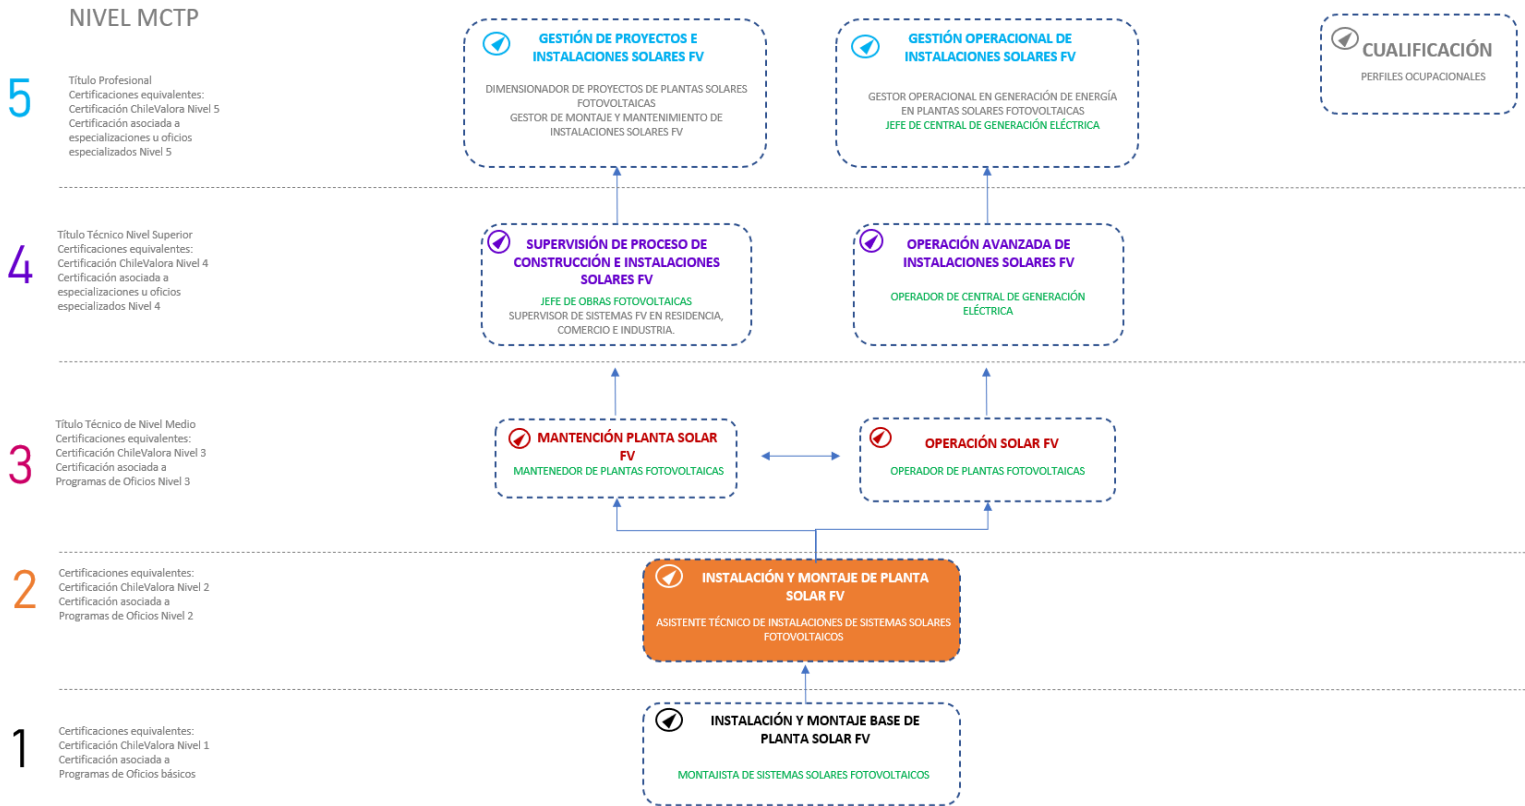 NIVEL MCTP
5
Título Profesional
Certificaciones equivalentes:
Certificación ChileValora Nivel 5
Certificación asociada a
especializaciones u oficios
especializados Nivel 5
GESTIÓN DE PROYECTOS E
INSTALACIONES SOLARES FV
DIMENSIONADOR DE PROYECTOS DE PLANTAS SOLARES
FOTOVOLTAICAS
GESTOR DE MONTAJE Y MANTENIMIENTO DE
INSTALACIONES SOLARES FV
GESTIÓN OPERACIONAL DE
INSTALACIONES SOLARES FV
GESTOR OPERACIONAL EN GENERACIÓN DE ENERGÍA
EN PLANTAS SOLARES FOTOVOLTAICAS
JEFE DE CENTRAL DE GENERACIÓN ELÉCTRICA
CUALIFICACIÓN
PERFILES OCUPACIONALES
4
Título Técnico Nivel Superior
Certificaciones equivalentes:
Certificación ChileValora Nivel 4
Certificación asociada a
especializaciones u oficios
especializados Nivel 4
SUPERVISIÓN DE PROCESO DE
CONSTRUCCIÓN E INSTALACIONES
SOLARES FV
JEFE DE OBRAS FOTOVOLTAICAS
SUPERVISOR DE SISTEMAS FV EN RESIDENCIA,
COMERCIO E INDUSTRIA.
OPERACIÓN AVANZADA DE
INSTALACIONES SOLARES FV
OPERADOR DE CENTRAL DE GENERACIÓN
ELÉCTRICA
3
Título Técnico de Nivel Medio
Certificaciones equivalentes:
Certificación ChileValora Nivel 3
Certificación asociada a
Programas de Oficios Nivel 3
MANTENCIÓN PLANTA SOLAR
FV
MANTENEDOR DE PLANTAS FOTOVOLTAICAS
OPERACIÓN SOLAR FV
OPERADOR DE PLANTAS FOTOVOLTAICAS
2
Certificaciones equivalentes:
Certificación ChileValora Nivel 2
Certificación asociada a
Programas de Oficios Nivel 2
INSTALACIÓN Y MONTAJE DE PLANTA
SOLAR FV
ASISTENTE TÉCNICO DE INSTALACIONES DE SISTEMAS SOLARES
FOTOVOLTAICOS
1
Certificaciones equivalentes:
Certificación ChileValora Nivel 1
Certificación asociada a
Programas de Oficios básicos
INSTALACIÓN Y MONTAJE BASE DE
PLANTA SOLAR FV
MONTAJISTA DE SISTEMAS SOLARES FOTOVOLTAICOS